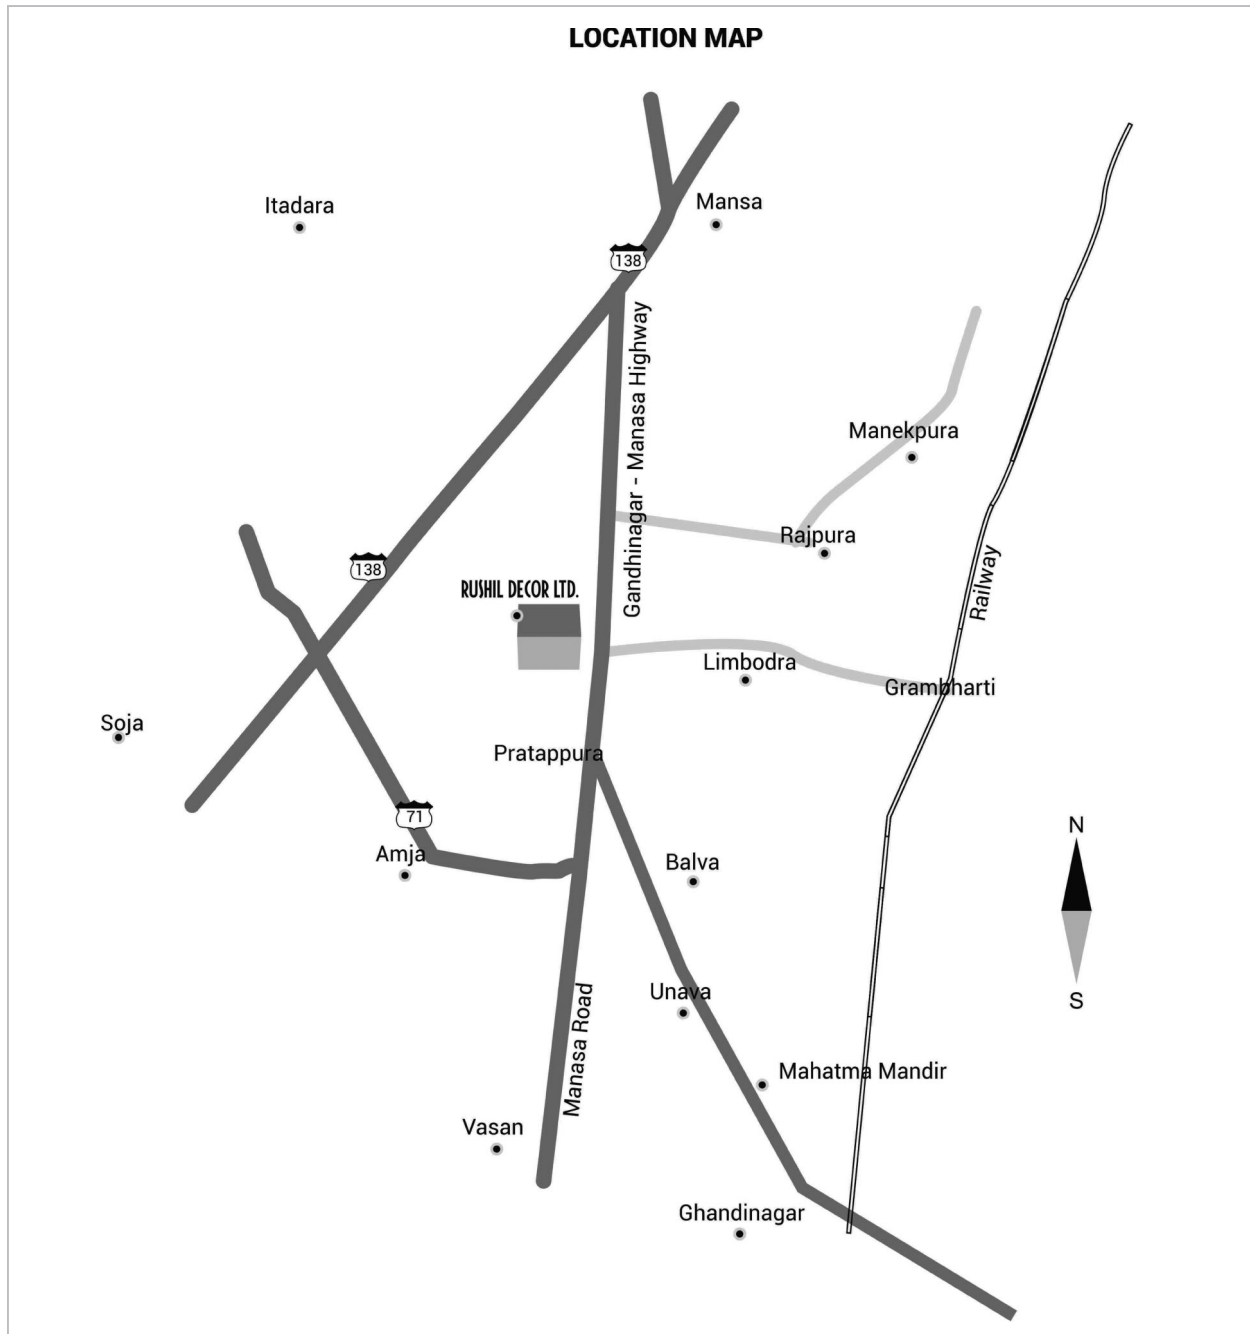 LOCATION MAP
Itadara
Mansa
138
Gandhinagar - Manasa Highway
Manekpura
Rajpura
138
RUSHIL DECOR LTD.
Railway
Limbodra
Grambharti
Soja
Pratappura
71
Amja
Balva
N
S
Unava
Manasa Road
Mahatma Mandir
Vasan
Ghandinagar